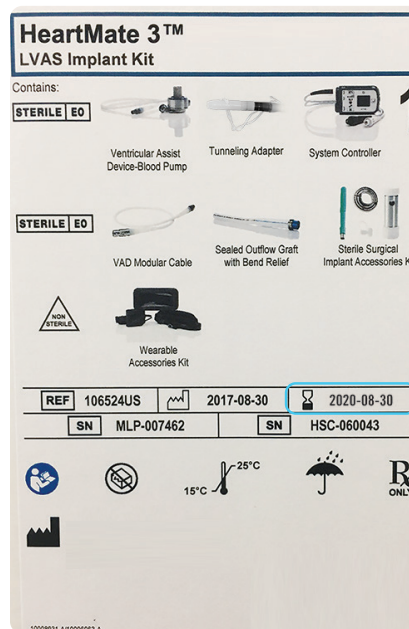 HeartMate 3™
LVAS Implant Kit
Contains:
STERILE EO
Ventricular Assist
Device-Blood Pump
Tunneling Adapter
System Controller
STERILE EO
VAD Modular Cable
Sealed Outflow Graft
with Bend Relief
Sterile Surgical
Implant Accessories K
NON
STERILE
Wearable
Accessories Kit
REF 106524US 2017-08-30 2020-08-30
SN MLP-007462 SN HSC-060043
15°C 25°C
Rx
ONLY